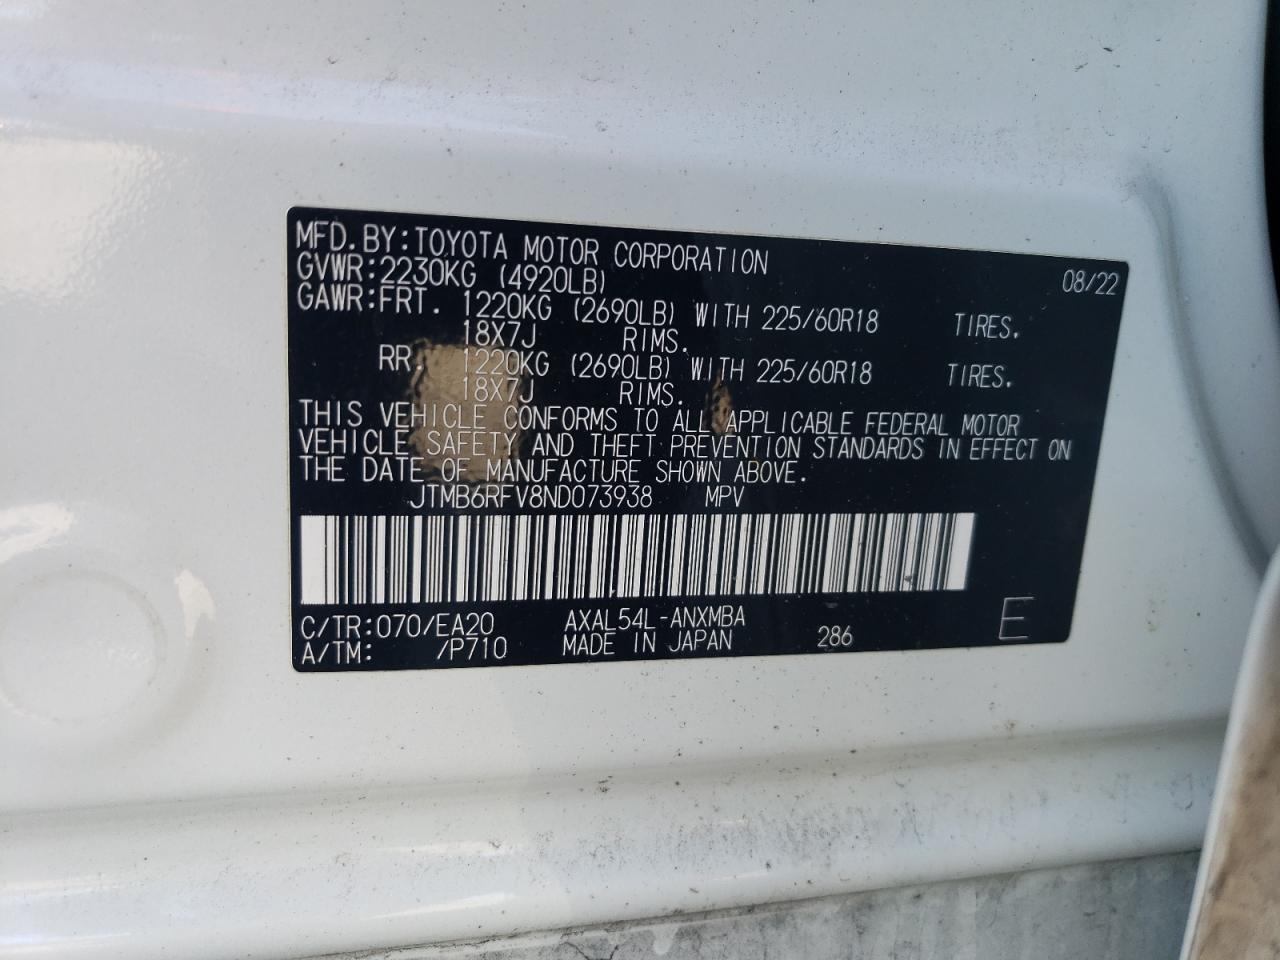 MFD.BY:TOYOTA MOTOR CORPORATION 08/22
GVWR:2230KG (4920LB)
GAWR:FRT. 1220KG (2690LB) WITH 225/60R18 TIRES.
18X7J RIMS.
RR. 1220KG (2690LB) WITH 225/60R18 TIRES.
18X7J RIMS.
THIS VEHICLE CONFORMS TO ALL APPLICABLE FEDERAL MOTOR
VEHICLE SAFETY AND THEFT PREVENTION STANDARDS IN EFFECT ON
THE DATE OF MANUFACTURE SHOWN ABOVE.
JTMB6RFV8ND073938 MPV
C/TR:070/EA20 AXAL54L-ANXMBA
A/TM: /P710 MADE IN JAPAN 286 E